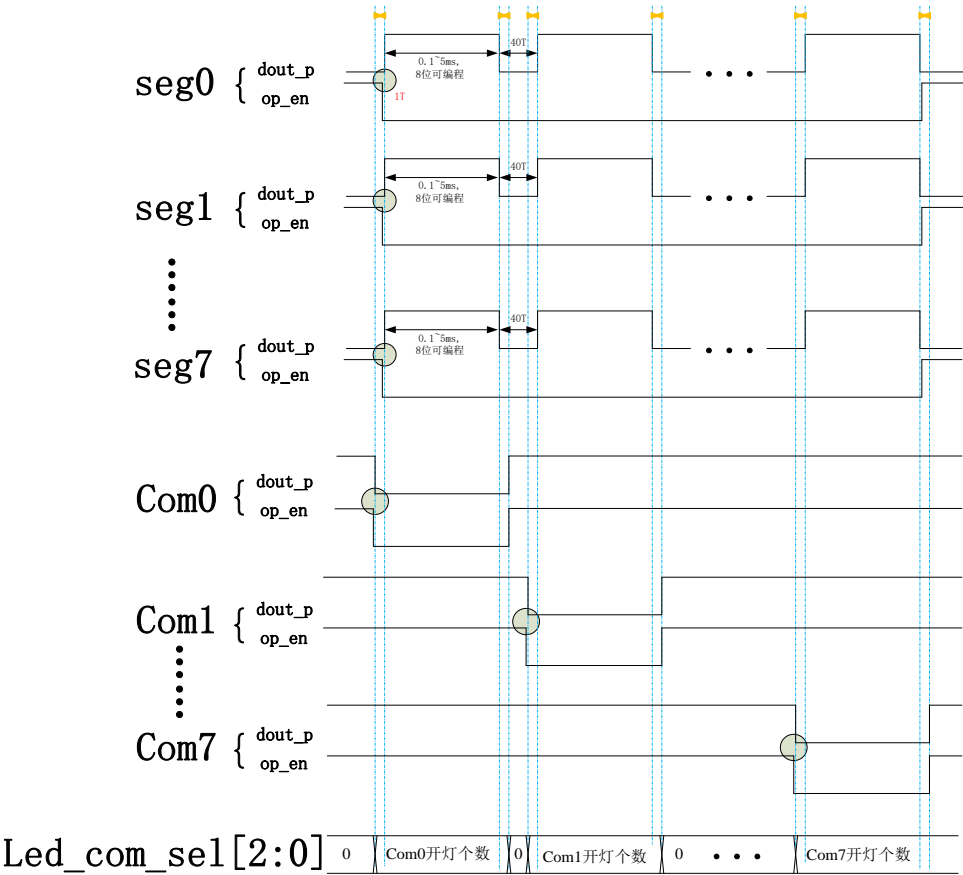 40T
0.1~5ms,
8位可编程
seg0 { dout_p
op_en
1T
40T
0.1~5ms,
8位可编程
seg1 { dout_p
op_en
40T
0.1~5ms,
8位可编程
seg7 { dout_p
op_en
Com0 { dout_p
op_en
Com1 { dout_p
op_en
Com7 { dout_p
op_en
Led_com_sel[2:0] 0 Com0开灯个数 0 Com1开灯个数 0 Com7开灯个数